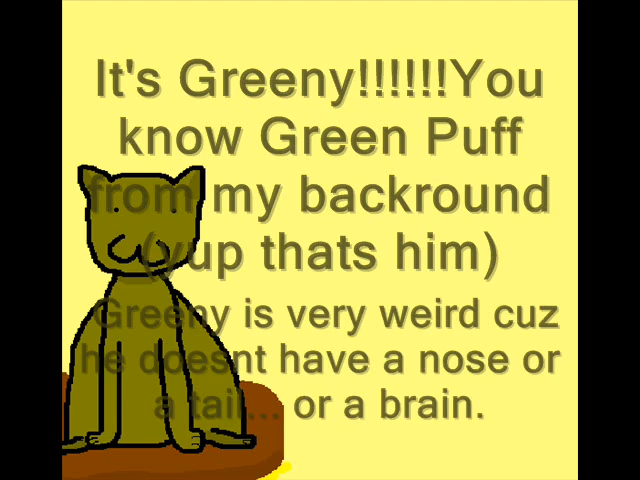 It's Greeny!!!!!!You
know Green Puff
from my backround
(yup thats him)
Greeny is very weird cuz
he doesnt have a nose or
a tail... or a brain.